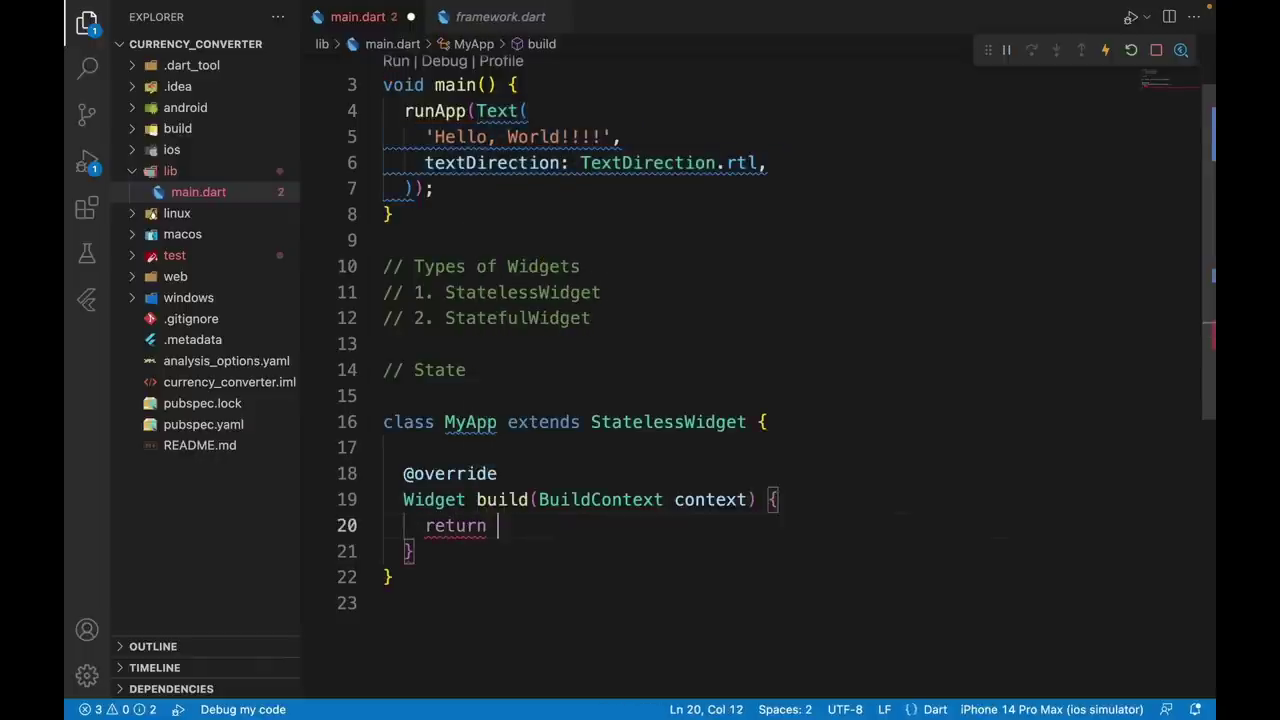 EXPLORER
main.dart 2
framework.dart
CURRENCY_CONVERTER
lib
main.dart
MyApp
build
.dart_tool
.idea
android
build
ios
lib
main.dart 2
linux
macos
test
web
windows
.gitignore
.metadata
analysis_options.yaml
currency_converter.iml
pubspec.lock
pubspec.yaml
README.md
OUTLINE
TIMELINE
DEPENDENCIES
1
1
Run | Debug | Profile
3 void main() {
4 runApp(Text(
5 'Hello, World!!!!',
6 textDirection: TextDirection.rtl,
7 ));
8 }
9
10 // Types of Widgets
11 // 1. StatelessWidget
12 // 2. StatefulWidget
13
14 // State
15
16 class MyApp extends StatelessWidget {
17
18 @override
19 Widget build(BuildContext context) {
20 return
21 }
22 }
23
3 0 2 Debug my code Ln 20, Col 12 Spaces: 2 UTF-8 LF {} Dart iPhone 14 Pro Max (ios simulator)